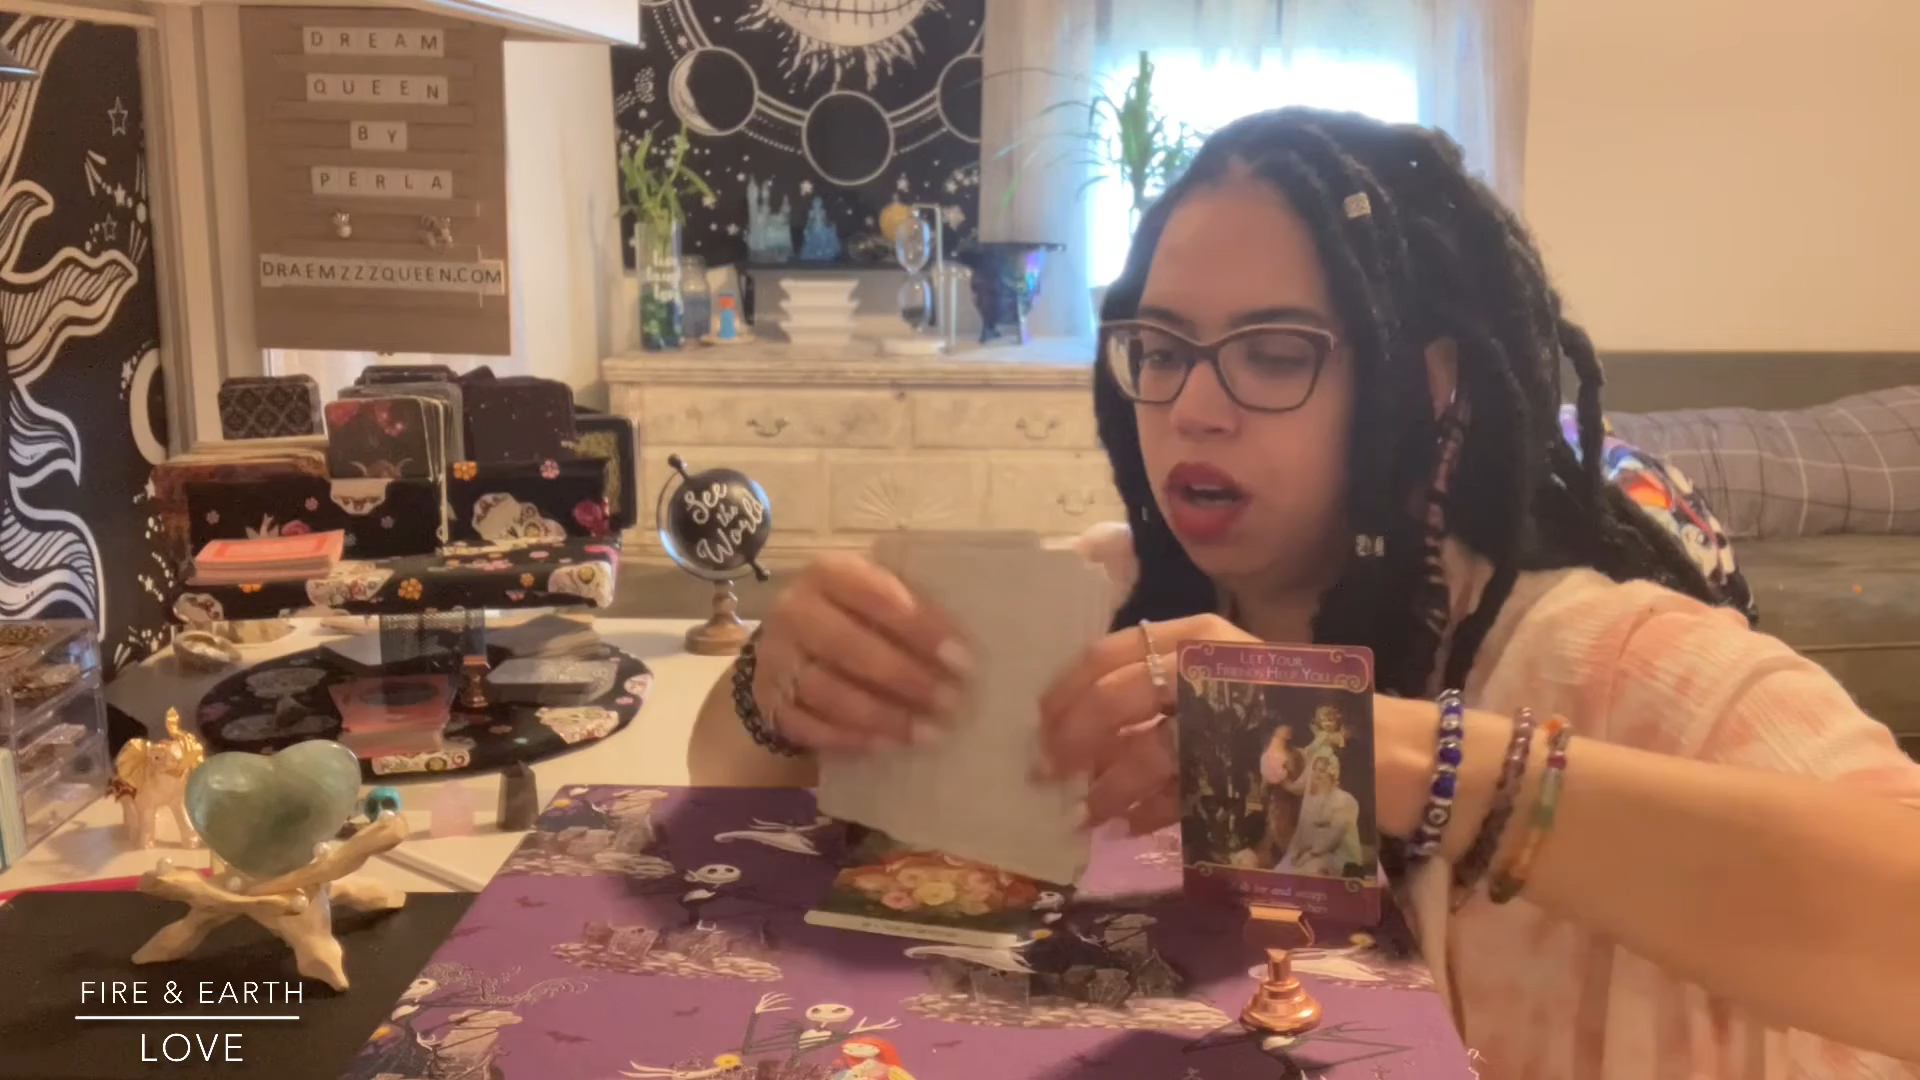 DREAM
QUEEN
BY
PERLA
DRAEMZZZQUEEN.COM
See
the
World
LET YOUR
FRIENDS HELP YOU
FIRE & EARTH
LOVE